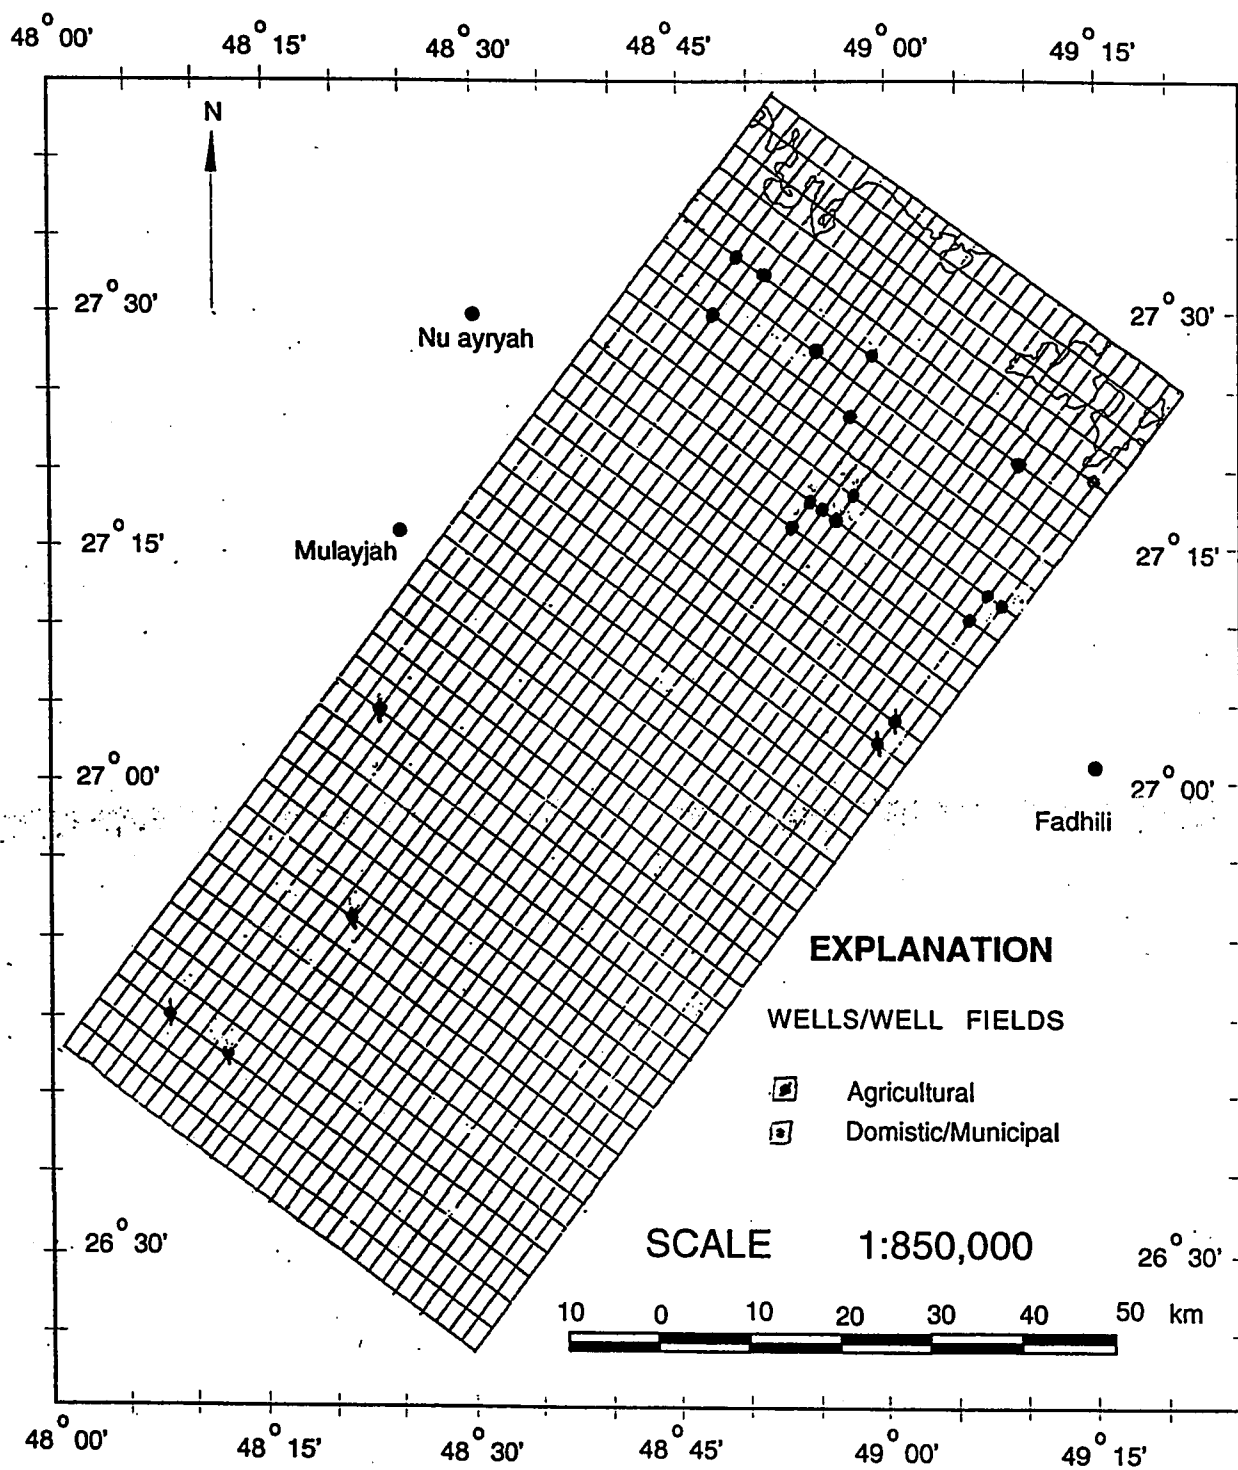 48° 00' 48° 15' 48° 30' 48° 45' 49° 00' 49° 15'
N
27° 30' 27° 30'
Nu ayryah
27° 15' 27° 15'
Mulayjah
27° 00' 27° 00'
Fadhili
EXPLANATION
WELLS/WELL FIELDS
Agricultural
Domistic/Municipal
26° 30' 26° 30'
SCALE 1:850,000
10 0 10 20 30 40 50 km
48° 00' 48° 15' 48° 30' 48° 45' 49° 00' 49° 15'